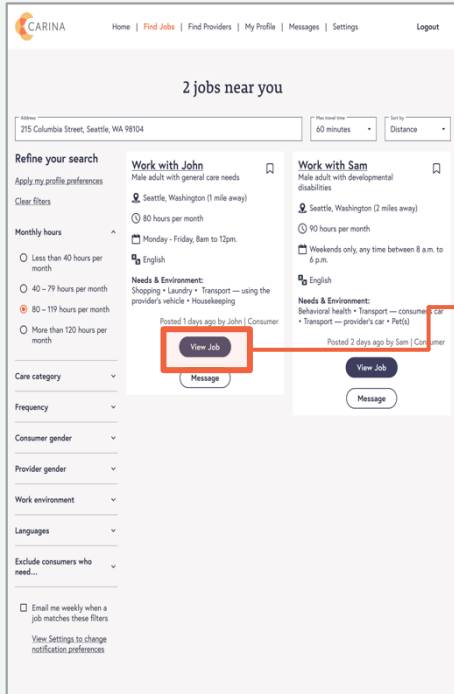 CARINA
Home | Find Jobs | Find Providers | My Profile | Messages | Settings
Logout
2 jobs near you
Address
215 Columbia Street, Seattle, WA 98104
Max travel time
60 minutes
Sort by
Distance
Refine your search
Apply my profile preferences
Clear filters
Monthly hours
Less than 40 hours per
month
40 – 79 hours per month
80 – 119 hours per month
More than 120 hours per
month
Care category
Frequency
Consumer gender
Provider gender
Work environment
Languages
Exclude consumers who
need...
Email me weekly when a
job matches these filters
View Settings to change
notification preferences
Work with John
Male adult with general care needs
Seattle, Washington (1 mile away)
80 hours per month
Monday - Friday, 8am to 12pm.
English
Needs & Environment:
Shopping • Laundry • Transport — using the
provider's vehicle • Housekeeping
Posted 1 days ago by John | Consumer
View Job
Message
Work with Sam
Male adult with developmental
disabilities
Seattle, Washington (2 miles away)
90 hours per month
Weekends only, any time between 8 a.m. to
6 p.m.
English
Needs & Environment:
Behavioral health • Transport — consumer's car
• Transport — provider's car • Pet(s)
Posted 2 days ago by Sam | Consumer
View Job
Message